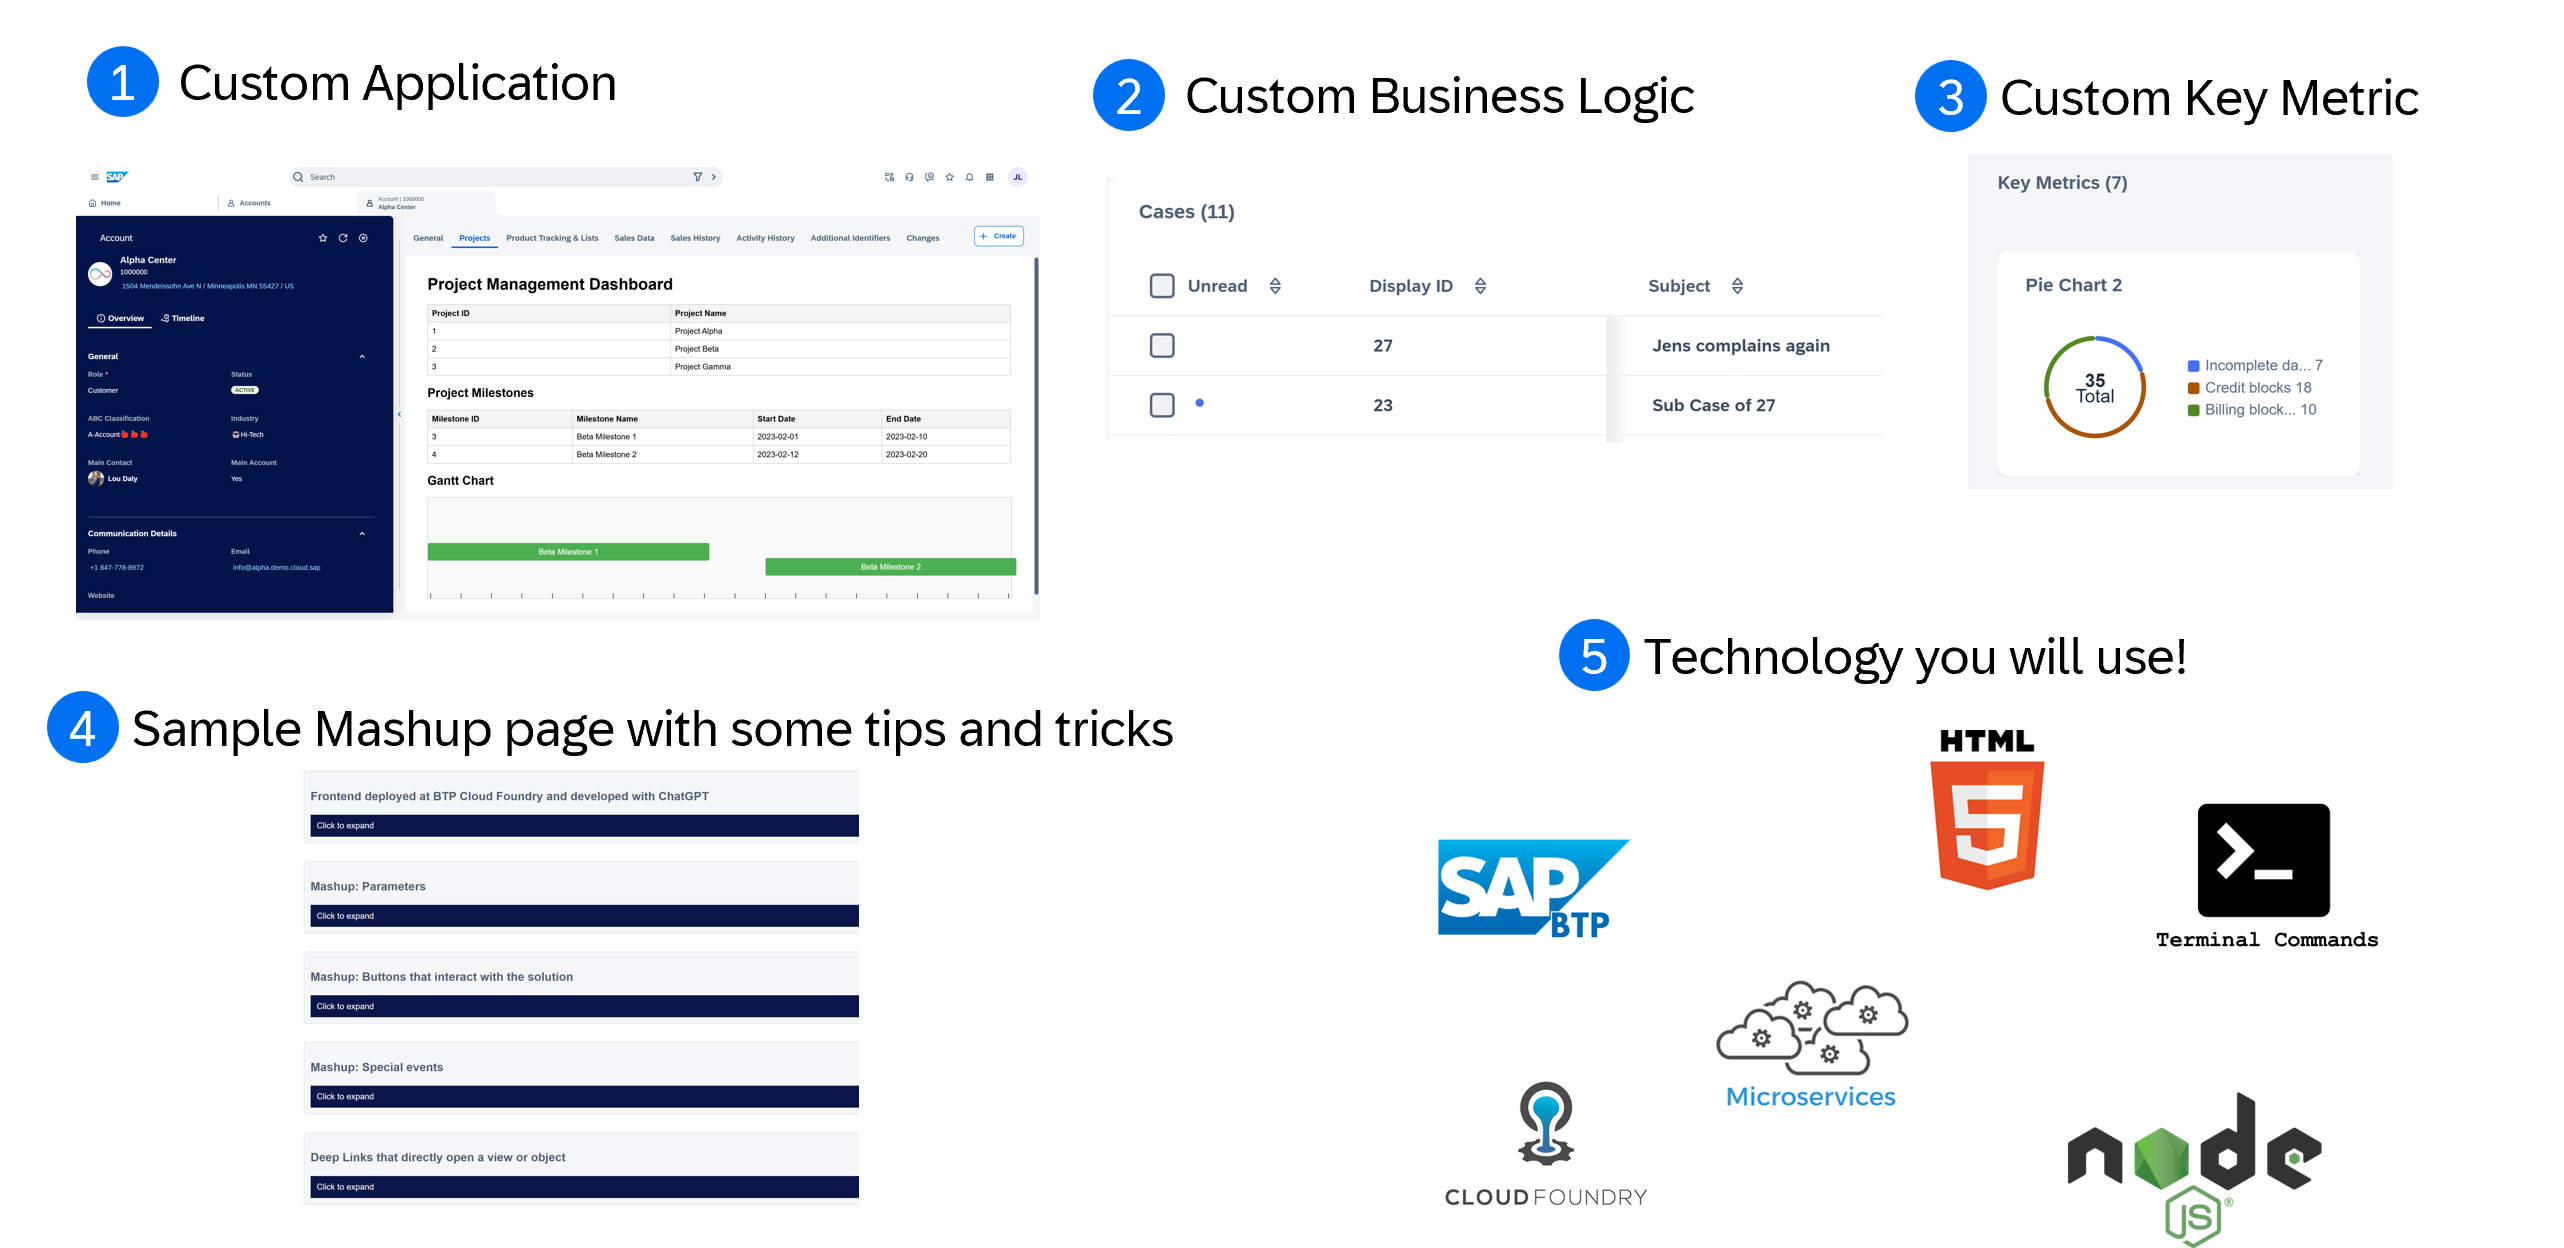 1 Custom Application
SAP
Search
JL
Home
Accounts
Account | 1000000
Alpha Center
Account
Alpha Center
1000000
1504 Mendelssohn Ave N / Minneapolis MN 55427 / US
Overview Timeline
General
Role * Status
Customer ACTIVE
ABC Classification Industry
A-Account Hi-Tech
Main Contact Main Account
Lou Daly Yes
Communication Details
Phone Email
+1 847-778-8972 info@alpha.demo.cloud.sap
Website
General Projects Product Tracking & Lists Sales Data Sales History Activity History Additional Identifiers Changes + Create
Project Management Dashboard
Project ID Project Name
1 Project Alpha
2 Project Beta
3 Project Gamma
Project Milestones
Milestone ID Milestone Name Start Date End Date
3 Beta Milestone 1 2023-02-01 2023-02-10
4 Beta Milestone 2 2023-02-12 2023-02-20
Gantt Chart
Beta Milestone 1
Beta Milestone 2
2 Custom Business Logic
Cases (11)
Unread Display ID Subject
27 Jens complains again
23 Sub Case of 27
3 Custom Key Metric
Key Metrics (7)
Pie Chart 2
35
Total
Incomplete da... 7
Credit blocks 18
Billing block... 10
4 Sample Mashup page with some tips and tricks
Frontend deployed at BTP Cloud Foundry and developed with ChatGPT
Click to expand
Mashup: Parameters
Click to expand
Mashup: Buttons that interact with the solution
Click to expand
Mashup: Special events
Click to expand
Deep Links that directly open a view or object
Click to expand
5 Technology you will use!
HTML
5
SAP
BTP
>_
Terminal Commands
Microservices
CLOUD FOUNDRY
node
JS®